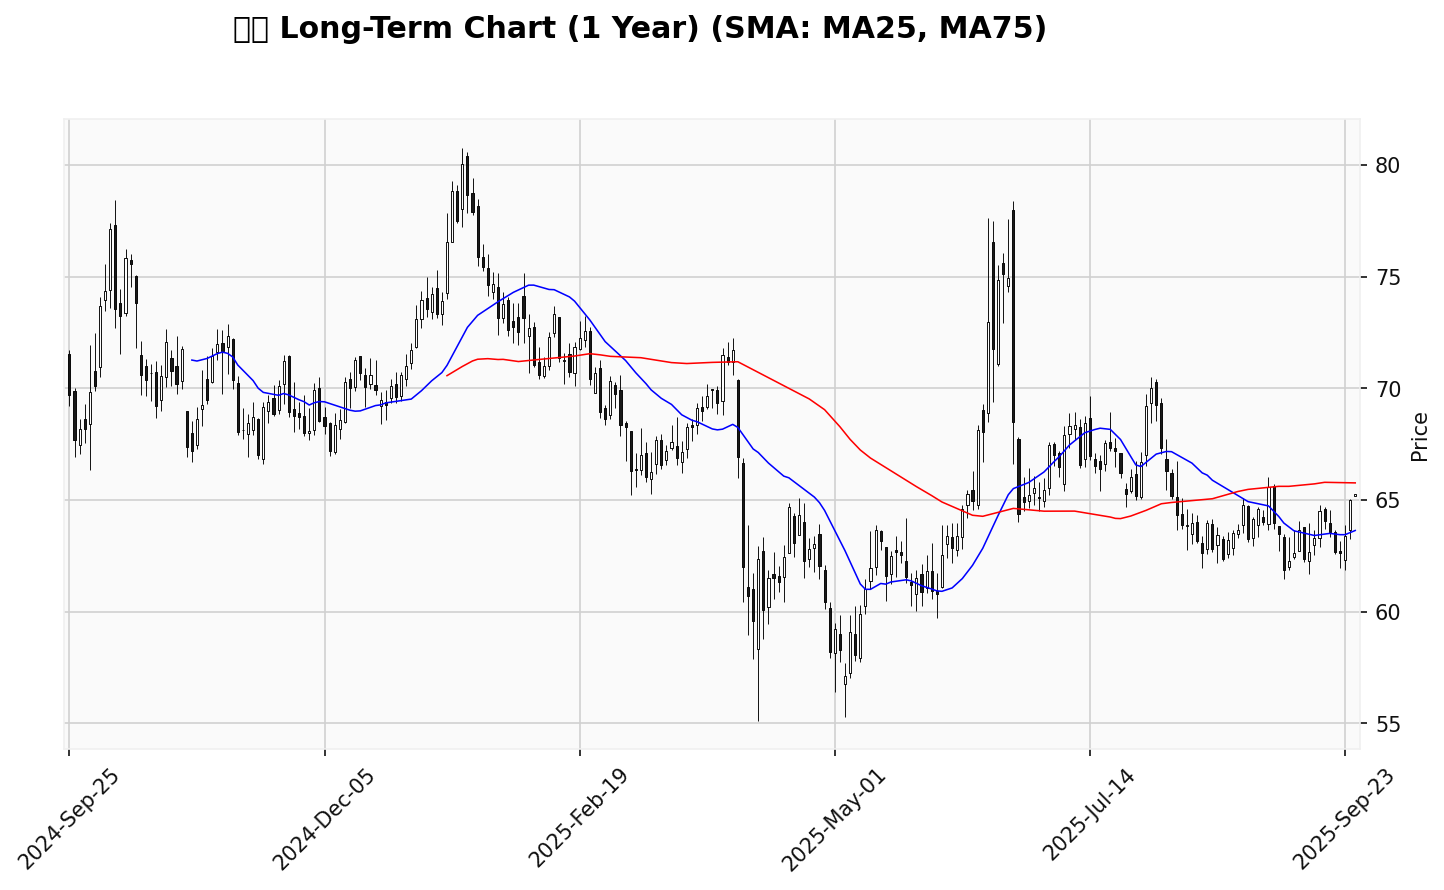 Long-Term Chart (1 Year) (SMA: MA25, MA75)
80
75
70
65
60
55
Price
2024-Sep-25
2024-Dec-05
2025-Feb-19
2025-May-01
2025-Jul-14
2025-Sep-23